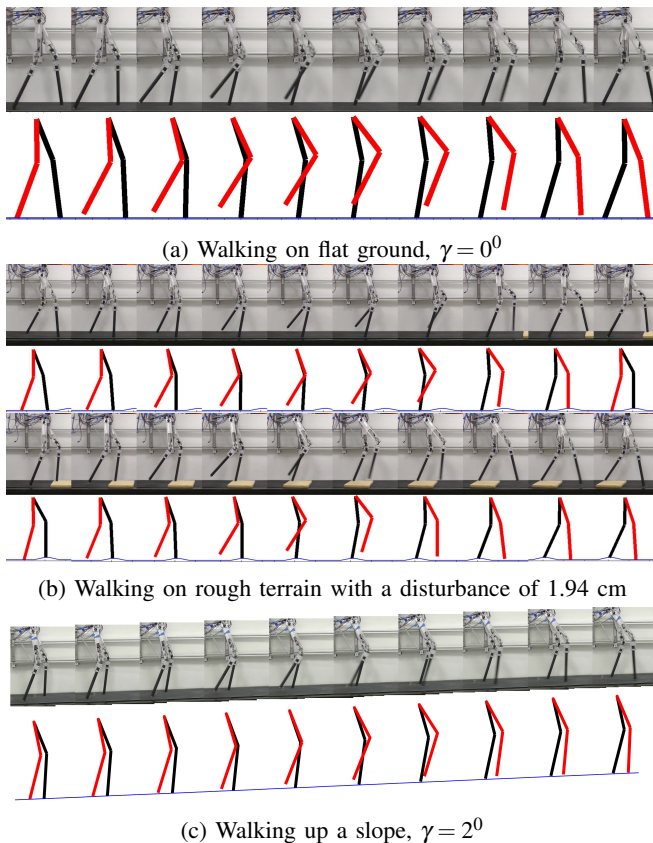 (a) Walking on flat ground, γ = 0⁰
(b) Walking on rough terrain with a disturbance of 1.94 cm
(c) Walking up a slope, γ = 2⁰